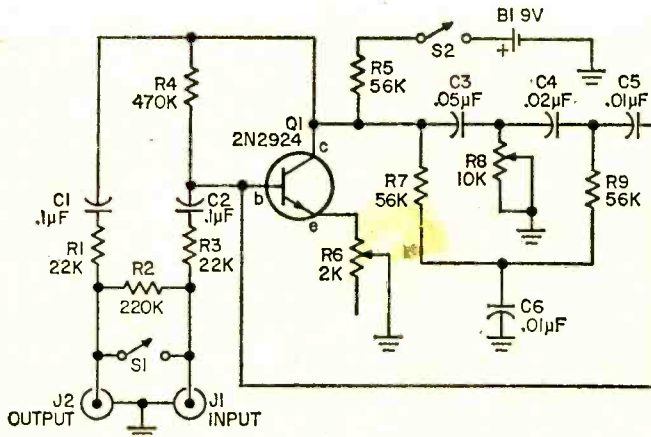 B1 9V
S2
+
R5
56K
C3
.05µF
C4
.02µF
C5
.01µF
R4
470K
Q1
2N2924
c
b
e
R8
10K
R7
56K
R9
56K
C1
.1µF
C2
.1µF
R1
22K
R3
22K
R2
220K
R6
2K
C6
.01µF
S1
J2
OUTPUT
J1
INPUT